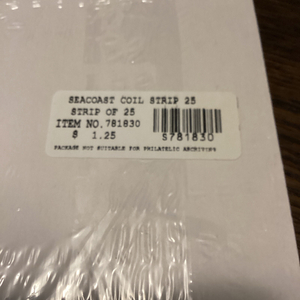 SEACOAST COIL STRIP 25
STRIP OF 25
ITEM NO. 781830
$ 1.25
S781830
PACKAGE NOT SUITABLE FOR PHILATELIC ARCHIVING